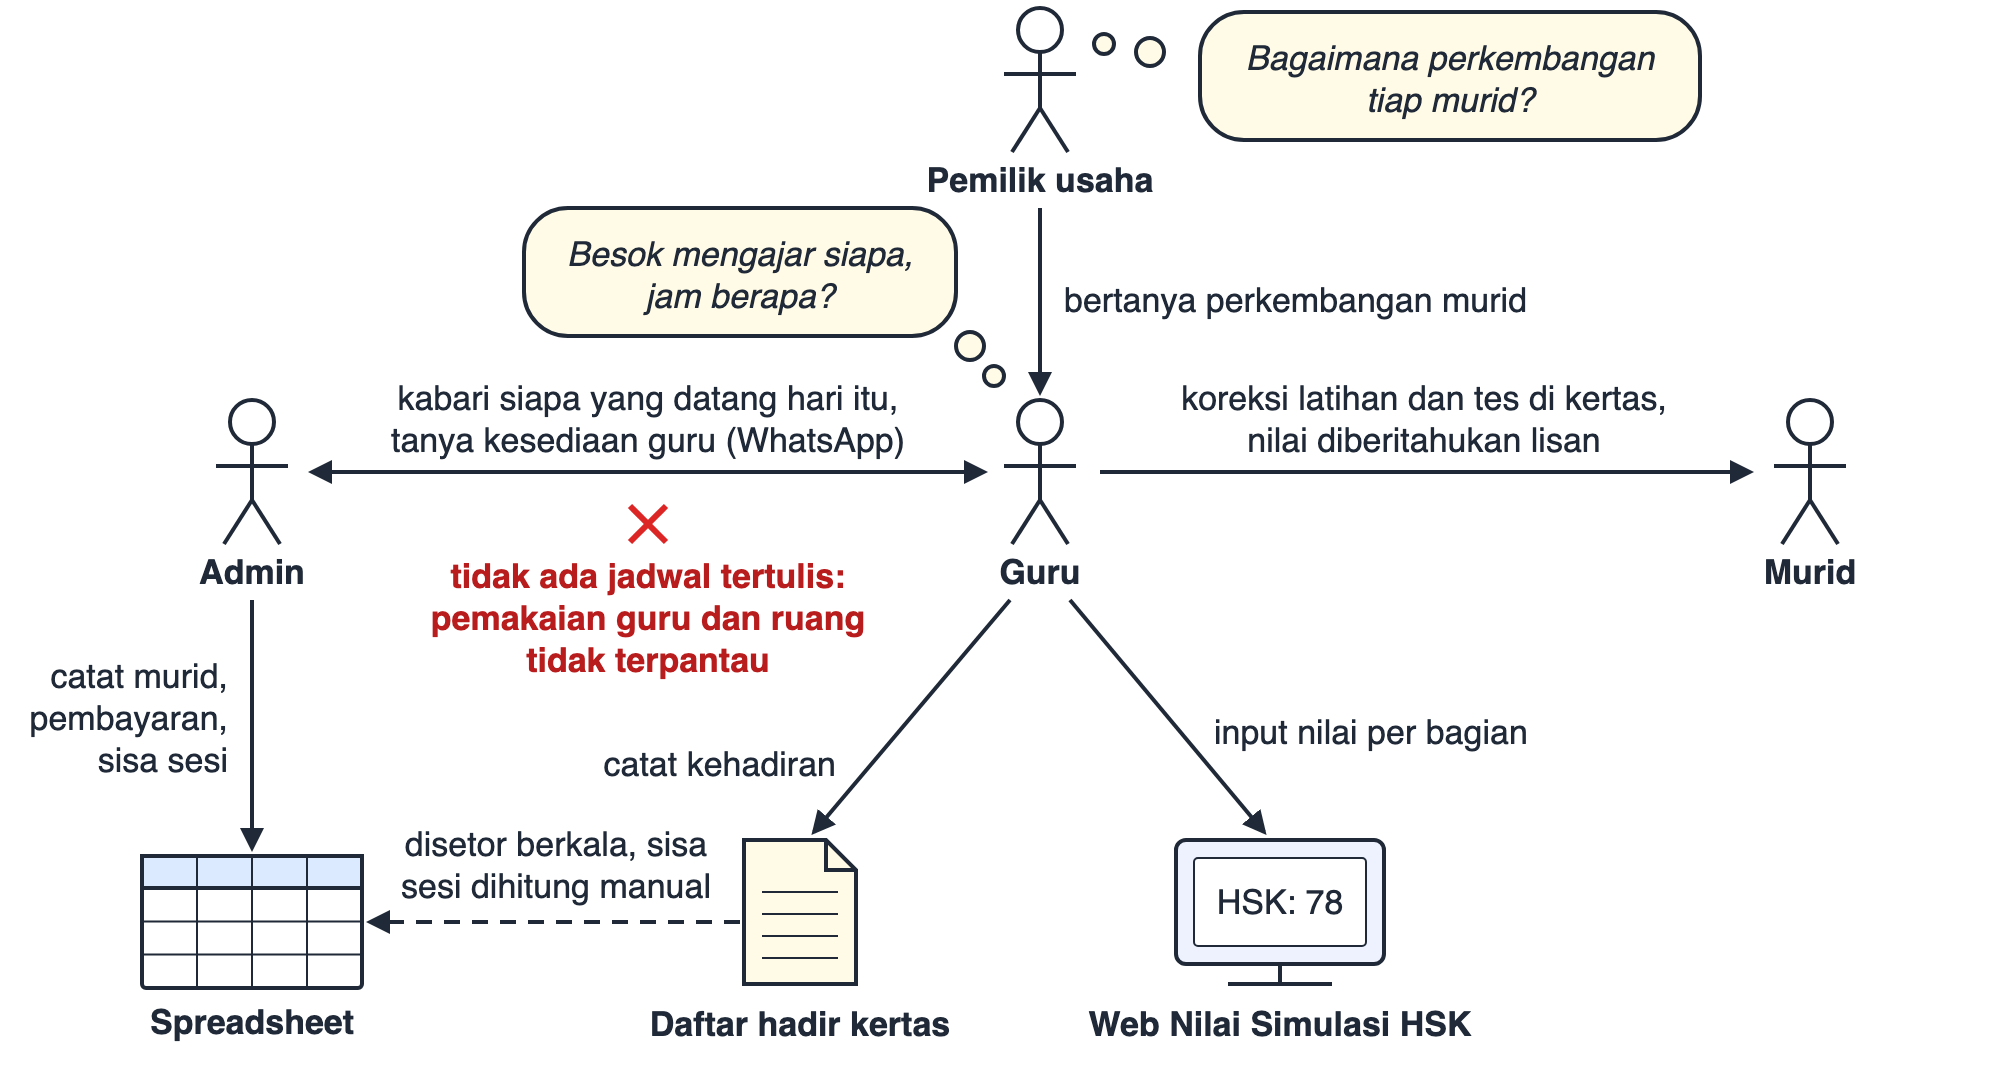 Bagaimana perkembangan
tiap murid?
Pemilik usaha
Besok mengajar siapa,
jam berapa?
bertanya perkembangan murid
kabari siapa yang datang hari itu,
tanya kesediaan guru (WhatsApp)
koreksi latihan dan tes di kertas,
nilai diberitahukan lisan
Admin
Guru
Murid
tidak ada jadwal tertulis:
pemakaian guru dan ruang
tidak terpantau
catat murid,
pembayaran,
sisa sesi
catat kehadiran
input nilai per bagian
disetor berkala, sisa
sesi dihitung manual
HSK: 78
Spreadsheet
Daftar hadir kertas
Web Nilai Simulasi HSK